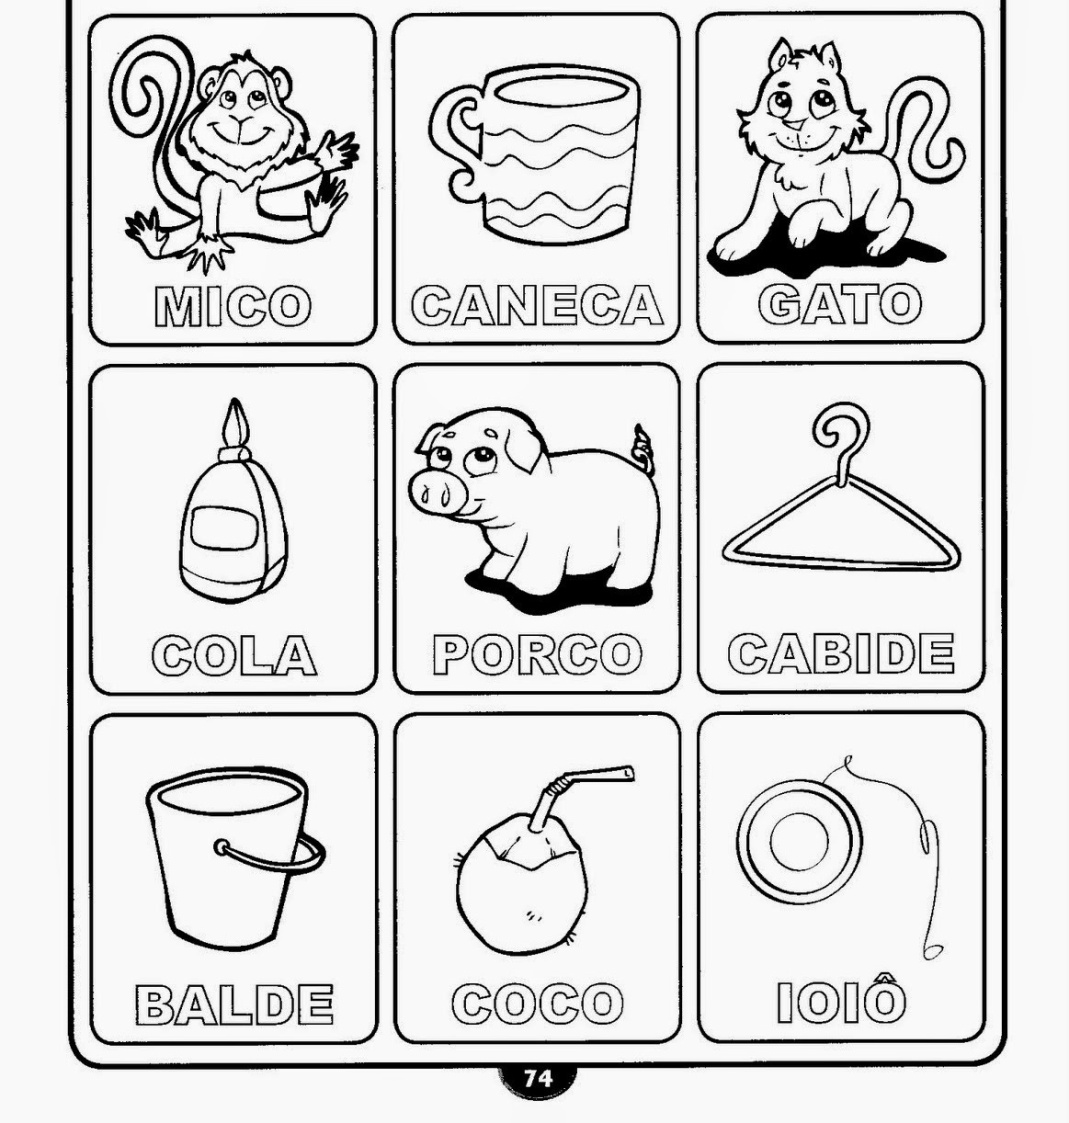 MICO CANECA GATO
COLA PORCO CABIDE
BALDE COCO IOIÔ
74